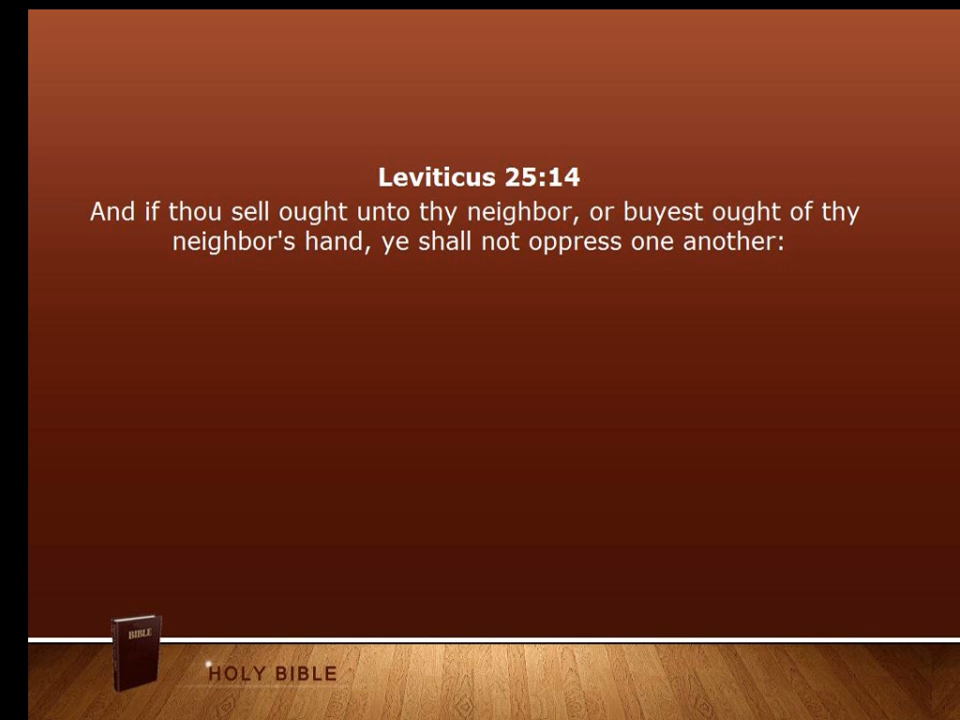 Leviticus 25:14
And if thou sell ought unto thy neighbor, or buyest ought of thy
neighbor's hand, ye shall not oppress one another:
BIBLE
HOLY BIBLE